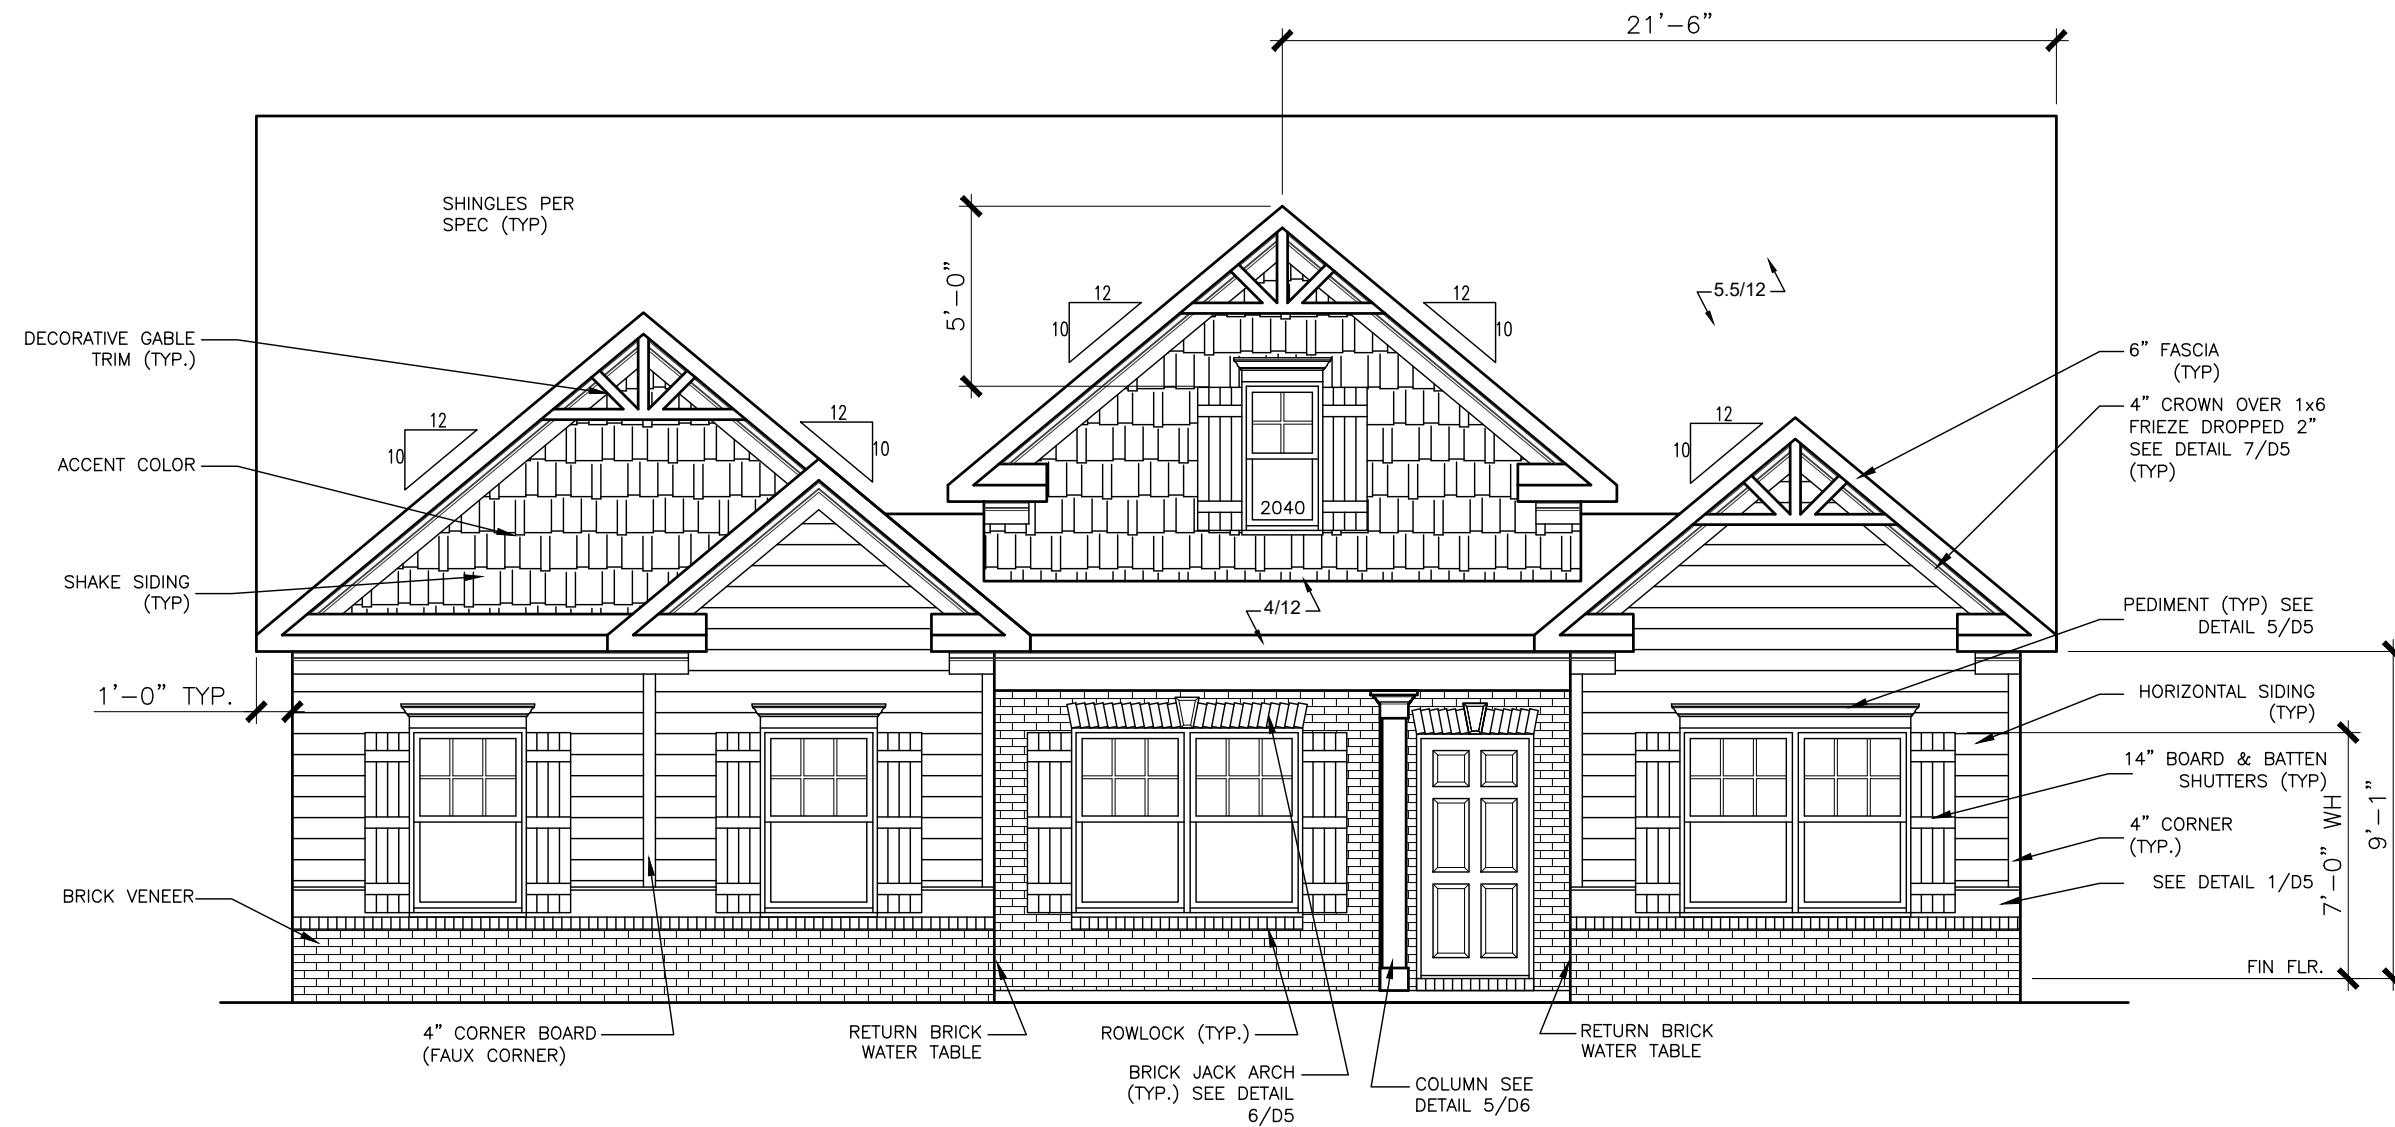 21'-6"
SHINGLES PER
SPEC (TYP)
5'-0"
12
10
12
10
5.5/12
DECORATIVE GABLE
TRIM (TYP.)
6" FASCIA
(TYP)
12
10
12
10
12
10
4" CROWN OVER 1x6
FRIEZE DROPPED 2"
SEE DETAIL 7/D5
(TYP)
ACCENT COLOR
2040
SHAKE SIDING
(TYP)
4/12
PEDIMENT (TYP) SEE
DETAIL 5/D5
1'-0" TYP.
HORIZONTAL SIDING
(TYP)
14" BOARD & BATTEN
SHUTTERS (TYP)
7'-0" WH
9'-1"
4" CORNER
(TYP.)
BRICK VENEER
SEE DETAIL 1/D5
FIN FLR.
4" CORNER BOARD
(FAUX CORNER)
RETURN BRICK
WATER TABLE
ROWLOCK (TYP.)
RETURN BRICK
WATER TABLE
BRICK JACK ARCH
(TYP.) SEE DETAIL
6/D5
COLUMN SEE
DETAIL 5/D6